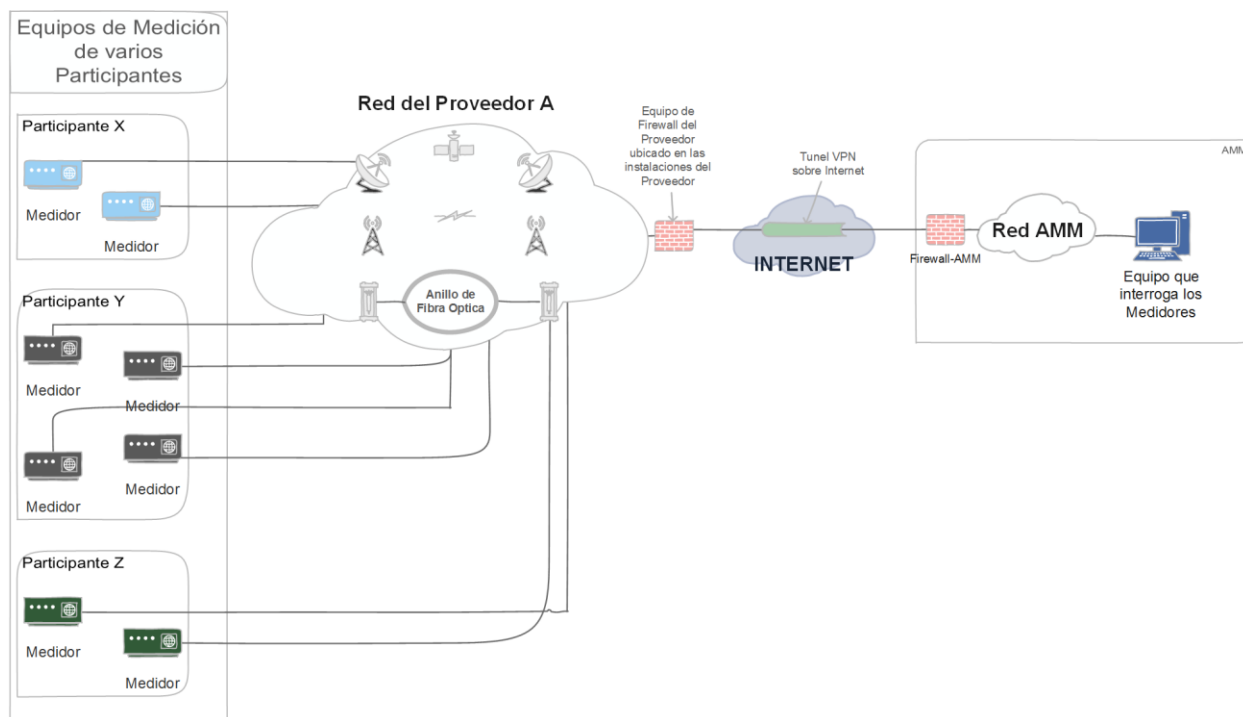 Equipos de Medición
de varios
Participantes
Participante X
Medidor
Medidor
Participante Y
Medidor
Medidor
Medidor
Medidor
Participante Z
Medidor
Medidor
Red del Proveedor A
Anillo de
Fibra Optica
Equipo de
Firewall del
Proveedor
ubicado en las
instalaciones del
Proveedor
Tunel VPN
sobre Internet
INTERNET
AMM
Firewall-AMM
Red AMM
Equipo que
interroga los
Medidores